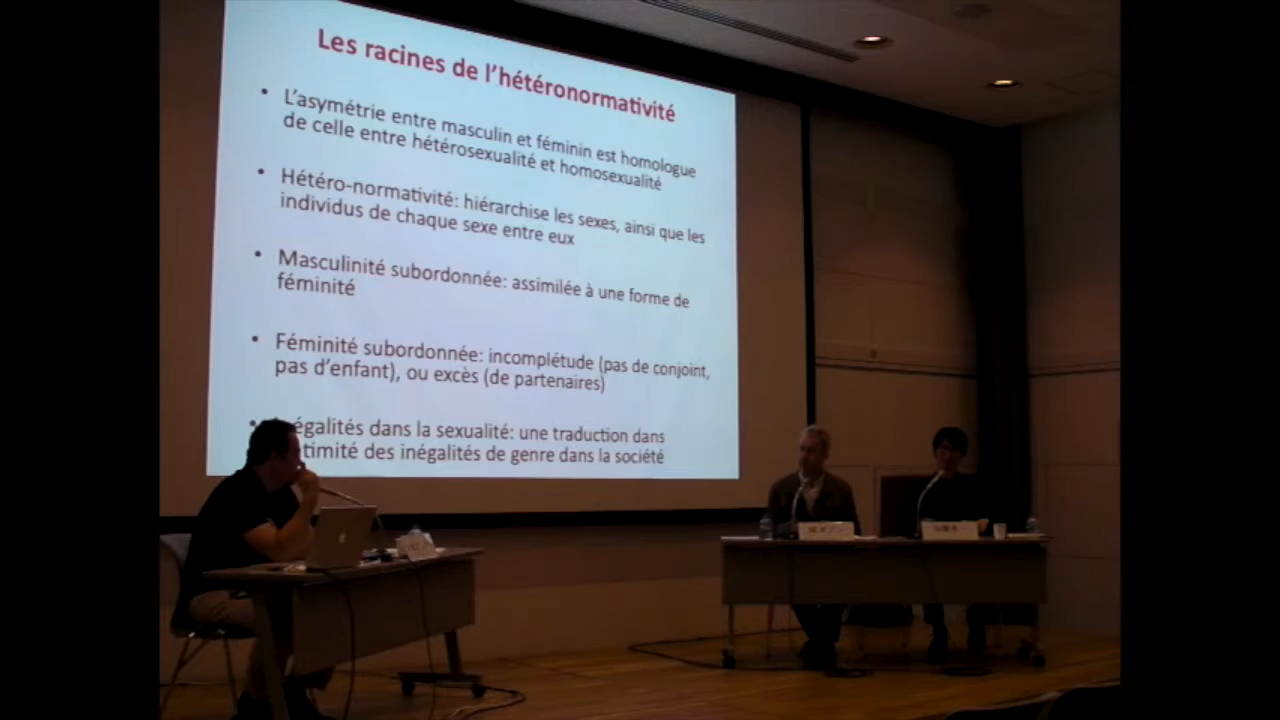 Les racines de l'hétéronormativité
• L'asymétrie entre masculin et féminin est homologue
de celle entre hétérosexualité et homosexualité
• Hétéro-normativité: hiérarchise les sexes, ainsi que les
individus de chaque sexe entre eux
• Masculinité subordonnée: assimilée à une forme de
féminité
• Féminité subordonnée: incomplétude (pas de conjoint,
pas d'enfant), ou excès (de partenaires)
• égalités dans la sexualité: une traduction dans
timité des inégalités de genre dans la société